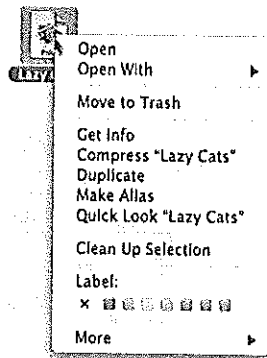 Lazy
Open
Open With
Move to Trash
Get Info
Compress "Lazy Cats"
Duplicate
Make Alias
Quick Look "Lazy Cats"
Clean Up Selection
Label:
×
More